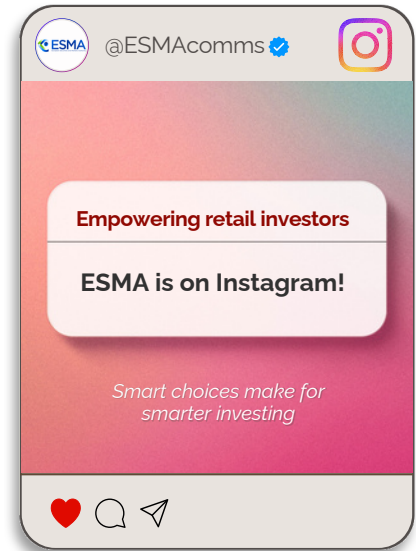 ESMA
@ESMAcomms
Empowering retail investors
ESMA is on Instagram!
Smart choices make for
smarter investing